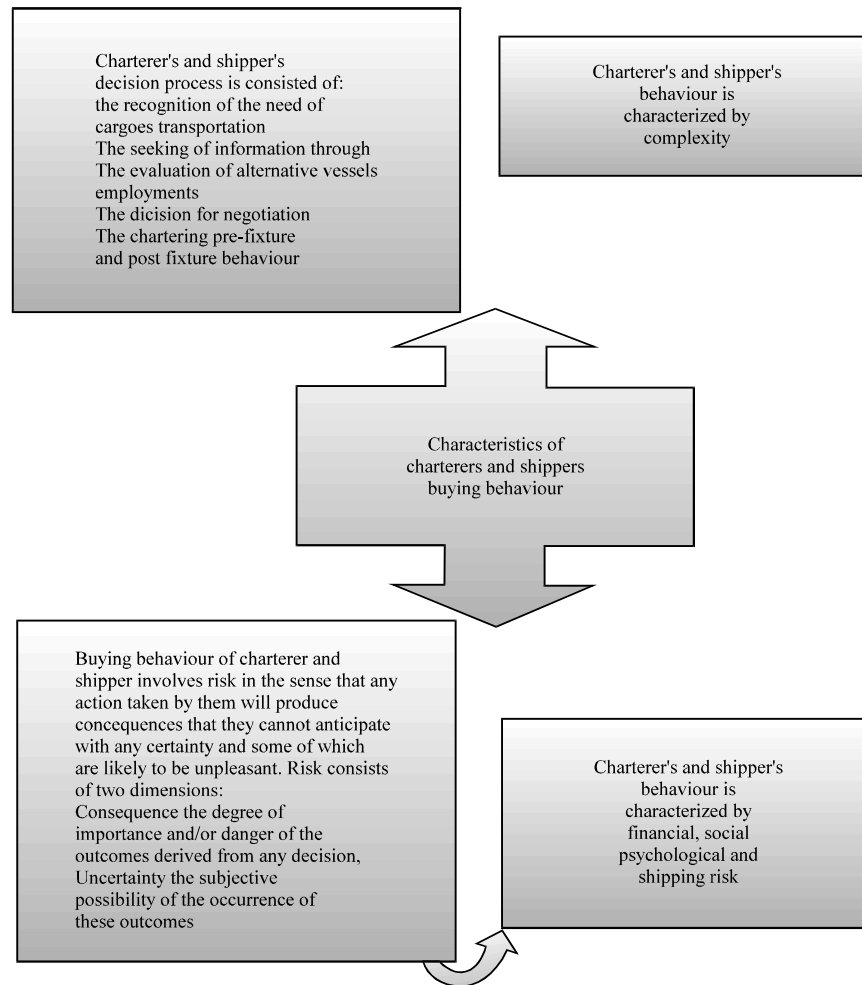 Charterer's and shipper's
decision process is consisted of:
the recognition of the need of
cargoes transportation
The seeking of information through
The evaluation of alternative vessels
employments
The dicision for negotiation
The chartering pre-fixture
and post fixture behaviour
Charterer's and shipper's
behaviour is
characterized by
complexity
Characteristics of
charterers and shippers
buying behaviour
Buying behaviour of charterer and
shipper involves risk in the sense that any
action taken by them will produce
concequences that they cannot anticipate
with any certainty and some of which
are likely to be unpleasant. Risk consists
of two dimensions:
Consequence the degree of
importance and/or danger of the
outcomes derived from any decision,
Uncertainty the subjective
possibility of the occurrence of
these outcomes
Charterer's and shipper's
behaviour is
characterized by
financial, social
psychological and
shipping risk